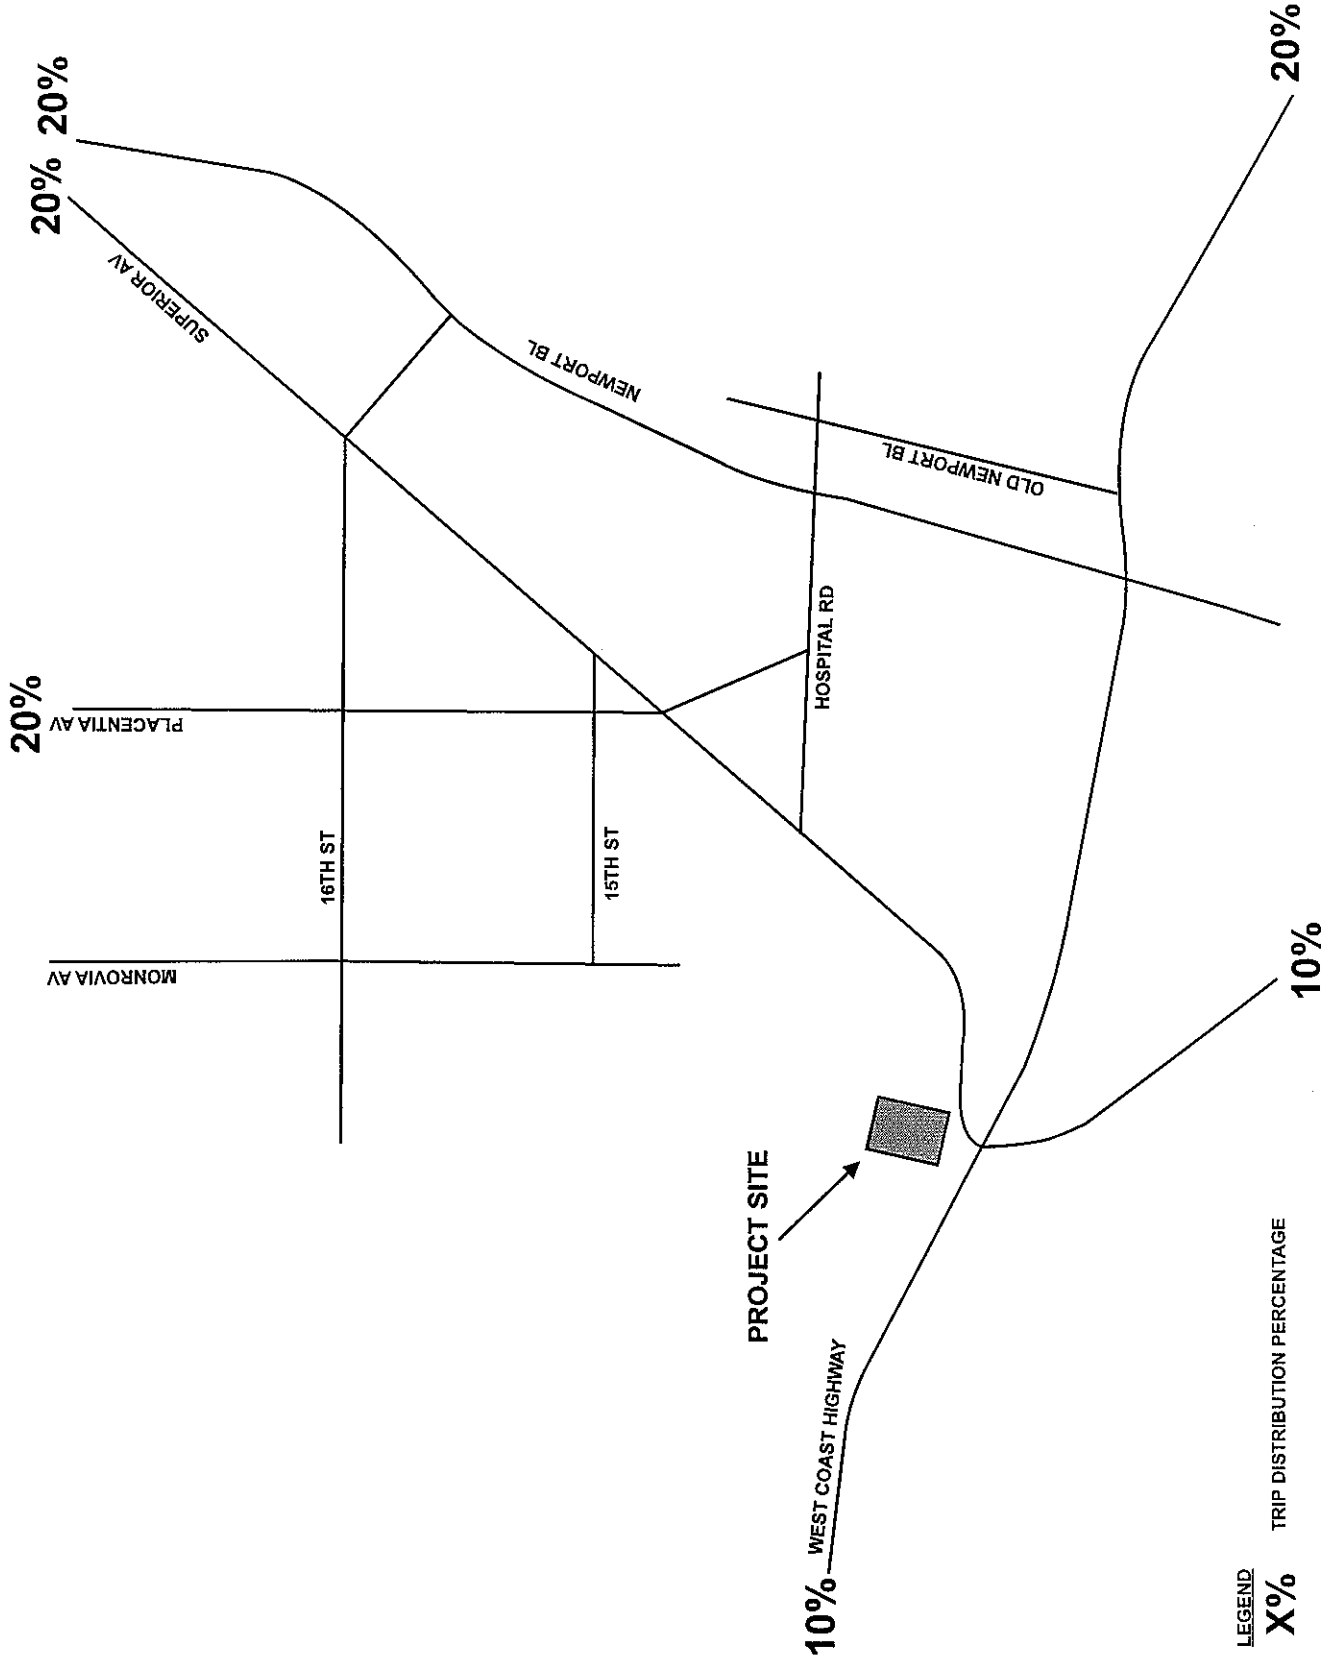 20%
20%
SUPERIOR AV
20%
PLACENTIA AV
MONROVIA AV
16TH ST
15TH ST
NEWPORT BL
OLD NEWPORT BL
HOSPITAL RD
PROJECT SITE
WEST COAST HIGHWAY
10%
10%
20%
LEGEND
X% TRIP DISTRIBUTION PERCENTAGE